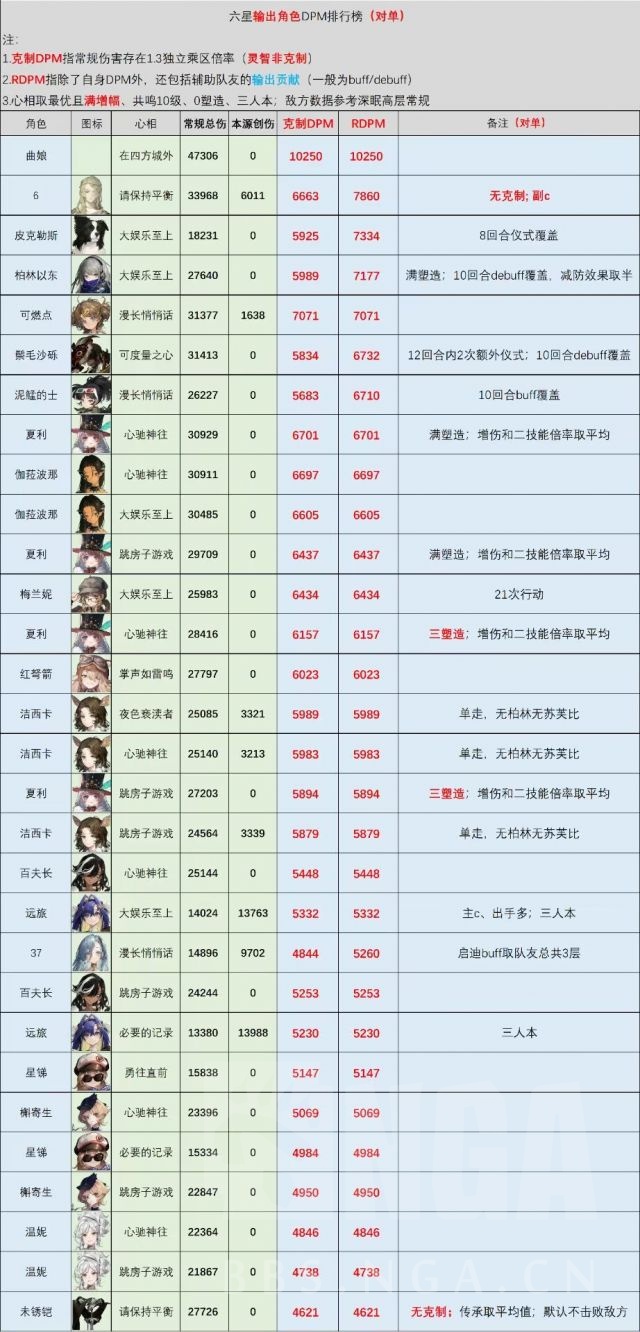 六星输出角色DPM排行榜（对单）
注：
1.克制DPM指常规伤害存在1.3独立乘区倍率（灵智非克制）
2.RDPM指除了自身DPM外，还包括辅助队友的输出贡献（一般为buff/debuff）
3.心相取最优且满增幅、共鸣10级、0塑造、三人本；敌方数据参考深眠高层常规
角色 图标 心相 常规总伤 本源创伤 克制DPM RDPM 备注（对单）
曲娘 在四方城外 47306 0 10250 10250
6 请保持平衡 33968 6011 6663 7860 无克制; 副c
皮克勒斯 大娱乐至上 18231 0 5925 7334 8回合仪式覆盖
柏林以东 大娱乐至上 27640 0 5989 7177 满塑造；10回合debuff覆盖，减防效果取半
可燃点 漫长悄悄话 31377 1638 7071 7071
鬃毛沙砾 可度量之心 31413 0 5834 6732 12回合内2次额外仪式；10回合debuff覆盖
泥鯭的士 漫长悄悄话 26227 0 5683 6710 10回合buff覆盖
夏利 心驰神往 30929 0 6701 6701 满塑造；增伤和二技能倍率取平均
伽菈波那 心驰神往 30911 0 6697 6697
伽菈波那 大娱乐至上 30485 0 6605 6605
夏利 跳房子游戏 29709 0 6437 6437 满塑造；增伤和二技能倍率取平均
梅兰妮 大娱乐至上 25983 0 6434 6434 21次行动
夏利 心驰神往 28416 0 6157 6157 三塑造；增伤和二技能倍率取平均
红弩箭 掌声如雷鸣 27797 0 6023 6023
洁西卡 夜色亵渎者 25085 3321 5989 5989 单走，无柏林无苏芙比
洁西卡 心驰神往 25140 3213 5983 5983 单走，无柏林无苏芙比
夏利 跳房子游戏 27203 0 5894 5894 三塑造；增伤和二技能倍率取平均
洁西卡 跳房子游戏 24564 3339 5879 5879 单走，无柏林无苏芙比
百夫长 心驰神往 25144 0 5448 5448
远旅 大娱乐至上 14024 13763 5332 5332 主c、出手多；三人本
37 漫长悄悄话 14896 9702 4844 5260 启迪buff取队友总共3层
百夫长 跳房子游戏 24244 0 5253 5253
远旅 必要的记录 13380 13988 5230 5230 三人本
星锑 勇往直前 15838 0 5147 5147
槲寄生 心驰神往 23396 0 5069 5069
星锑 必要的记录 15334 0 4984 4984
槲寄生 跳房子游戏 22847 0 4950 4950
温妮 心驰神往 22364 0 4846 4846
温妮 跳房子游戏 21867 0 4738 4738
未锈铠 请保持平衡 27726 0 4621 4621 无克制；传承取平均值；默认不击败敌方
NGA
BBS.NGA.CN